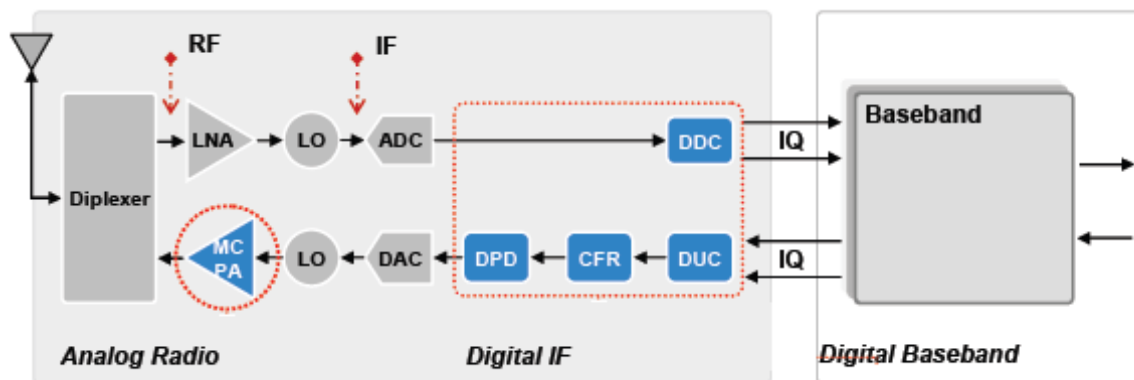 RF
IF
LNA
LO
ADC
DDC
IQ
Baseband
Diplexer
MC
PA
LO
DAC
DPD
CFR
DUC
IQ
Analog Radio
Digital IF
Digital Baseband